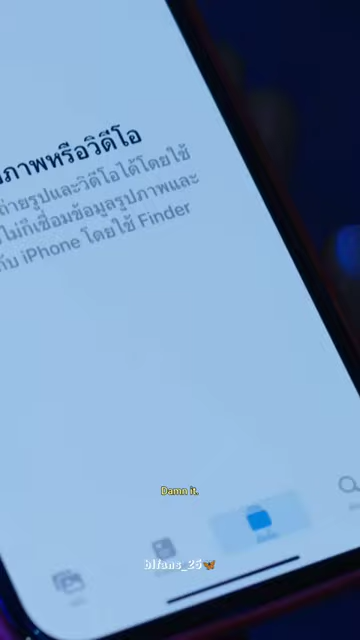 ภาพหรือวิดีโอ
ถ่ายรูปและวิดีโอได้โดยใช้
ไม่ก็เชื่อมข้อมูลรูปภาพและ
กับ iPhone โดยใช้ Finder
Damn it.
blfans_25🦋